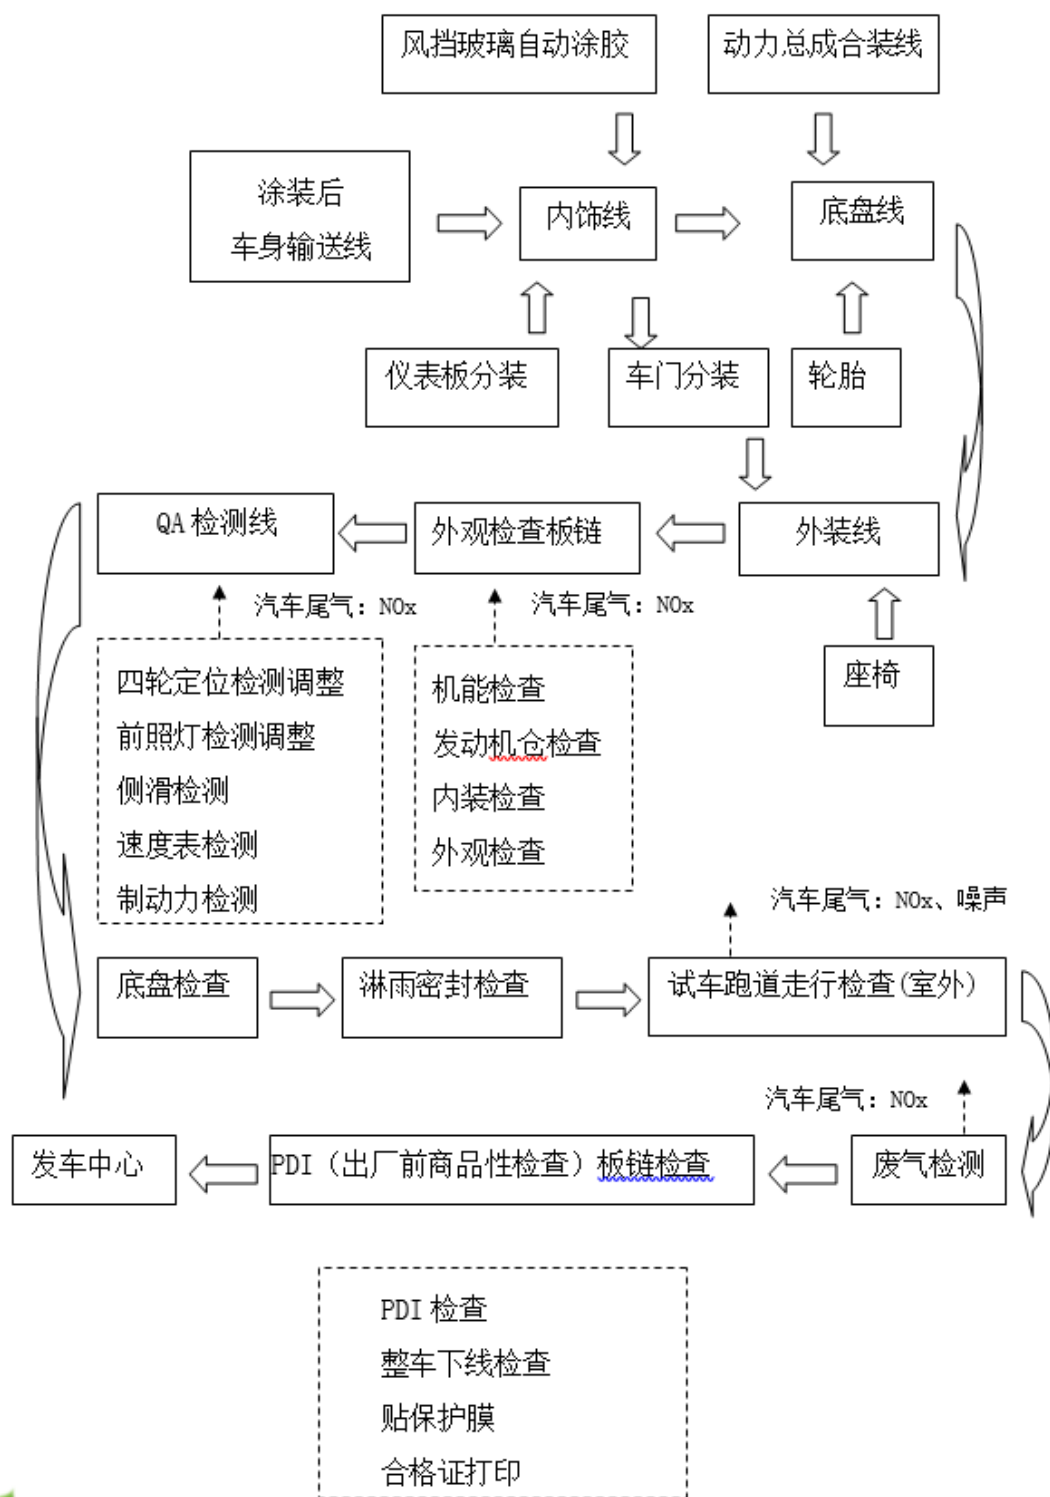 风挡玻璃自动涂胶
动力总成合装线
涂装后
车身输送线
内饰线
底盘线
仪表板分装
车门分装
轮胎
QA 检测线
外观检查板链
外装线
汽车尾气：NOx
汽车尾气：NOx
座椅
四轮定位检测调整
前照灯检测调整
侧滑检测
速度表检测
制动力检测
机能检查
发动机仓检查
内装检查
外观检查
汽车尾气：NOx、噪声
底盘检查
淋雨密封检查
试车跑道走行检查(室外)
汽车尾气：NOx
发车中心
PDI（出厂前商品性检查）板链检查
废气检测
PDI 检查
整车下线检查
贴保护膜
合格证打印